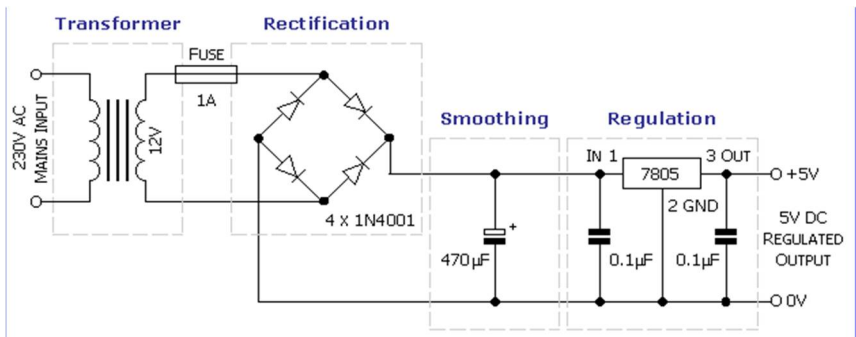 Transformer
Rectification
FUSE
1A
230V AC
MAINS INPUT
12V
4 x 1N4001
Smoothing
470µF
+
Regulation
IN 1
7805
3 OUT
2 GND
0.1µF
0.1µF
+5V
5V DC
REGULATED
OUTPUT
0V